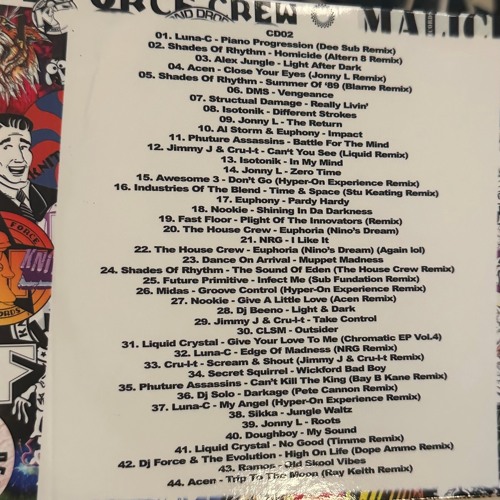 FORCE CREW
MALIC
AND DROP
RECORDS
CD02
01. Luna-C - Piano Progression (Dee Sub Remix)
02. Shades Of Rhythm - Homicide (Altern 8 Remix)
03. Alex Jungle - Light After Dark
04. Acen - Close Your Eyes (Jonny L Remix)
05. Shades Of Rhythm - Summer Of '89 (Blame Remix)
06. DMS - Vengeance
07. Structual Damage - Really Livin'
08. Isotonik - Different Strokes
09. Jonny L - The Return
10. Al Storm & Euphony - Impact
11. Phuture Assassins - Battle For The Mind
12. Jimmy J & Cru-l-t - Can't You See (Liquid Remix)
13. Isotonik - In My Mind
14. Jonny L - Zero Time
15. Awesome 3 - Don't Go (Hyper-On Experience Remix)
16. Industries Of The Blend - Time & Space (Stu Keating Remix)
17. Euphony - Pardy Hardy
18. Nookie - Shining In Da Darkness
19. Fast Floor - Plight Of The Innovators (Remix)
20. The House Crew - Euphoria (Nino's Dream)
21. NRG - I Like It
22. The House Crew - Euphoria (Nino's Dream) (Again lol)
23. Dance On Arrival - Muppet Madness
24. Shades Of Rhythm - The Sound Of Eden (The House Crew Remix)
25. Future Primitive - Infect Me (Sub Fundation Remix)
26. Midas - Groove Control (Hyper-On Experience Remix)
27. Nookie - Give A Little Love (Acen Remix)
28. Dj Beeno - Light & Dark
29. Jimmy J & Cru-l-t - Take Control
30. CLSM - Outsider
31. Liquid Crystal - Give Your Love To Me (Chromatic EP Vol.4)
32. Luna-C - Edge Of Madness (NRG Remix)
33. Cru-l-t - Scream & Shout (Jimmy J & Cru-l-t Remix)
34. Secret Squirrel - Wickford Bad Boy
35. Phuture Assassins - Can't Kill The King (Bay B Kane Remix)
36. Dj Solo - Darkage (Pete Cannon Remix)
37. Luna-C - My Angel (Hyper-On Experience Remix)
38. Sikka - Jungle Waltz
39. Jonny L - Roots
40. Doughboy - My Sound
41. Liquid Crystal - No Good (Timme Remix)
42. Dj Force & The Evolution - High On Life (Dope Ammo Remix)
43. Ramos - Old Skool Vibes
44. Acen - Trip To The Moon (Ray Keith Remix)
KNITE
FORCE
KNI
ORDS